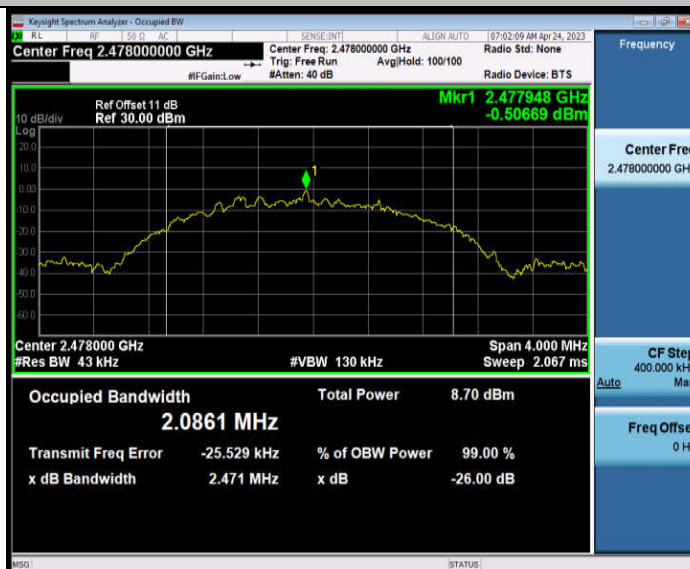 Keysight Spectrum Analyzer - Occupied BW
RL RF 50 Ω AC SENSE:INT ALIGN AUTO 07:02:09 AM Apr 24, 2023
Center Freq 2.478000000 GHz
Center Freq: 2.478000000 GHz Radio Std: None
Trig: Free Run Avg|Hold: 100/100
#IFGain:Low #Atten: 40 dB Radio Device: BTS
Frequency
Ref Offset 11 dB Mkr1 2.477948 GHz
10 dB/div Ref 30.00 dBm -0.50669 dBm
Log
20.0
10.0
1
0.00
-10.0
-20.0
-30.0
-40.0
-50.0
-60.0
Center 2.478000 GHz Span 4.000 MHz
#Res BW 43 kHz #VBW 130 kHz Sweep 2.067 ms
Occupied Bandwidth Total Power 8.70 dBm
2.0861 MHz
Transmit Freq Error -25.529 kHz % of OBW Power 99.00 %
x dB Bandwidth 2.471 MHz x dB -26.00 dB
Center Freq
2.478000000 GH
CF Step
400.000 kH
Auto Ma
Freq Offse
0 H
MSG STATUS